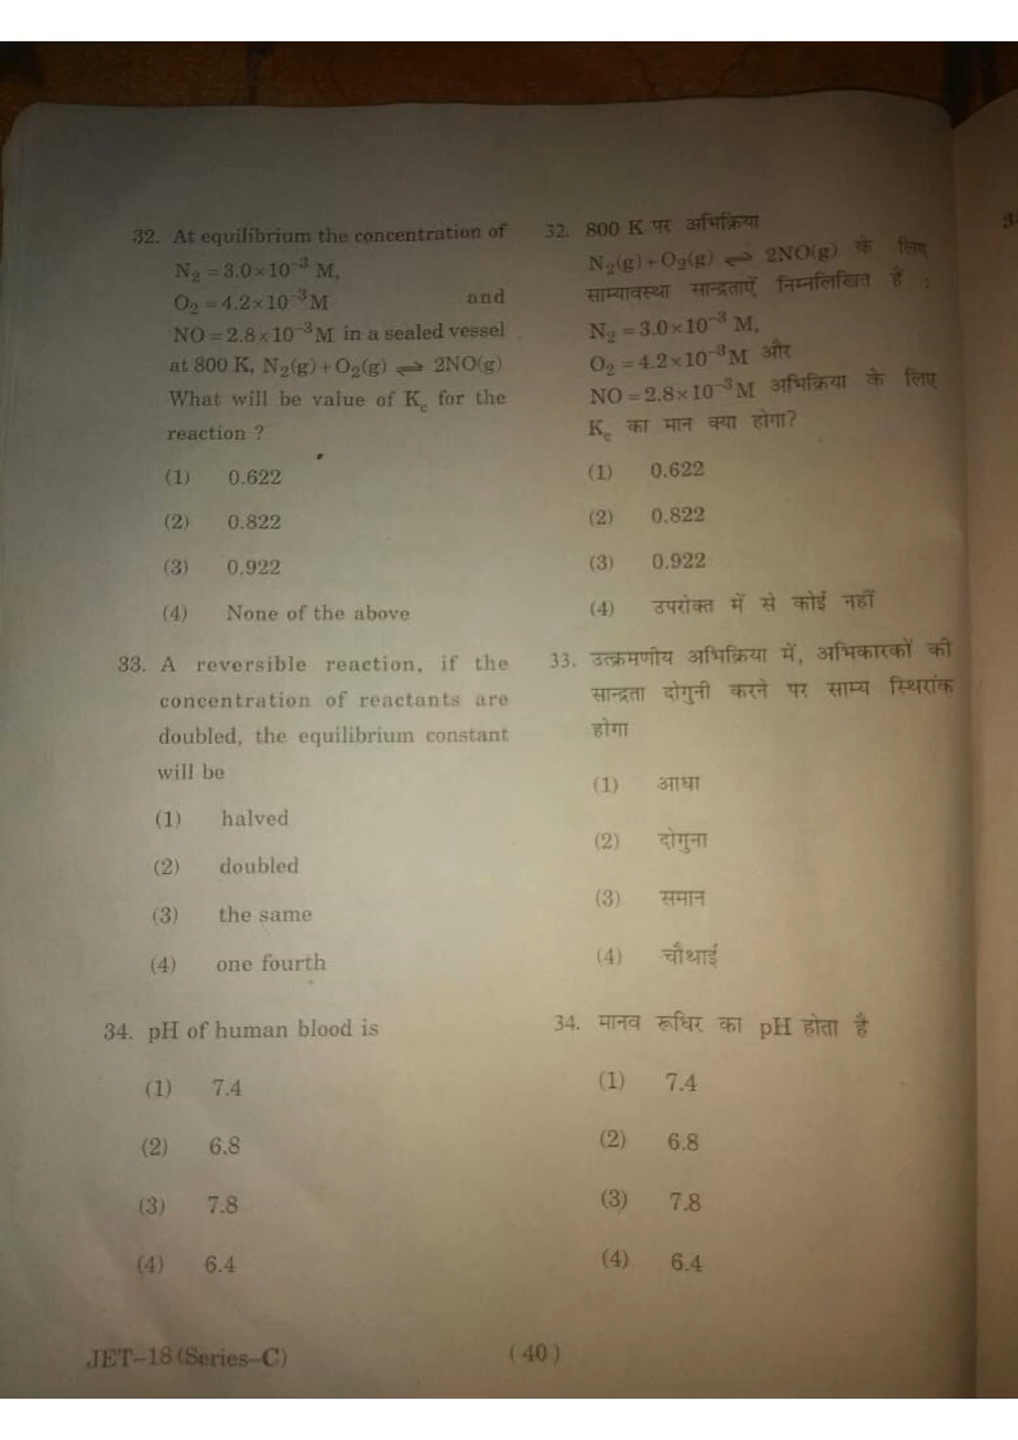 32. At equilibrium the concentration of
N₂ = 3.0×10⁻³ M,
O₂ = 4.2×10⁻³M and
NO = 2.8×10⁻³M in a sealed vessel
at 800 K, N₂(g)+O₂(g) ⇌ 2NO(g)
What will be value of K꜀ for the
reaction ?
(1) 0.622
(2) 0.822
(3) 0.922
(4) None of the above
33. A reversible reaction, if the
concentration of reactants are
doubled, the equilibrium constant
will be
(1) halved
(2) doubled
(3) the same
(4) one fourth
34. pH of human blood is
(1) 7.4
(2) 6.8
(3) 7.8
(4) 6.4
32. 800 K पर अभिक्रिया
N₂(g)+O₂(g) ⇌ 2NO(g) के लिए
साम्यावस्था सान्द्रताएँ निम्नलिखित हैं :
N₂ = 3.0×10⁻³ M,
O₂ = 4.2×10⁻³M और
NO = 2.8×10⁻³M अभिक्रिया के लिए
K꜀ का मान क्या होगा?
(1) 0.622
(2) 0.822
(3) 0.922
(4) उपरोक्त में से कोई नहीं
33. उत्क्रमणीय अभिक्रिया में, अभिकारकों की
सान्द्रता दोगुनी करने पर साम्य स्थिरांक
होगा
(1) आधा
(2) दोगुना
(3) समान
(4) चौथाई
34. मानव रूधिर का pH होता है
(1) 7.4
(2) 6.8
(3) 7.8
(4) 6.4
JET–18 (Series–C)
( 40 )